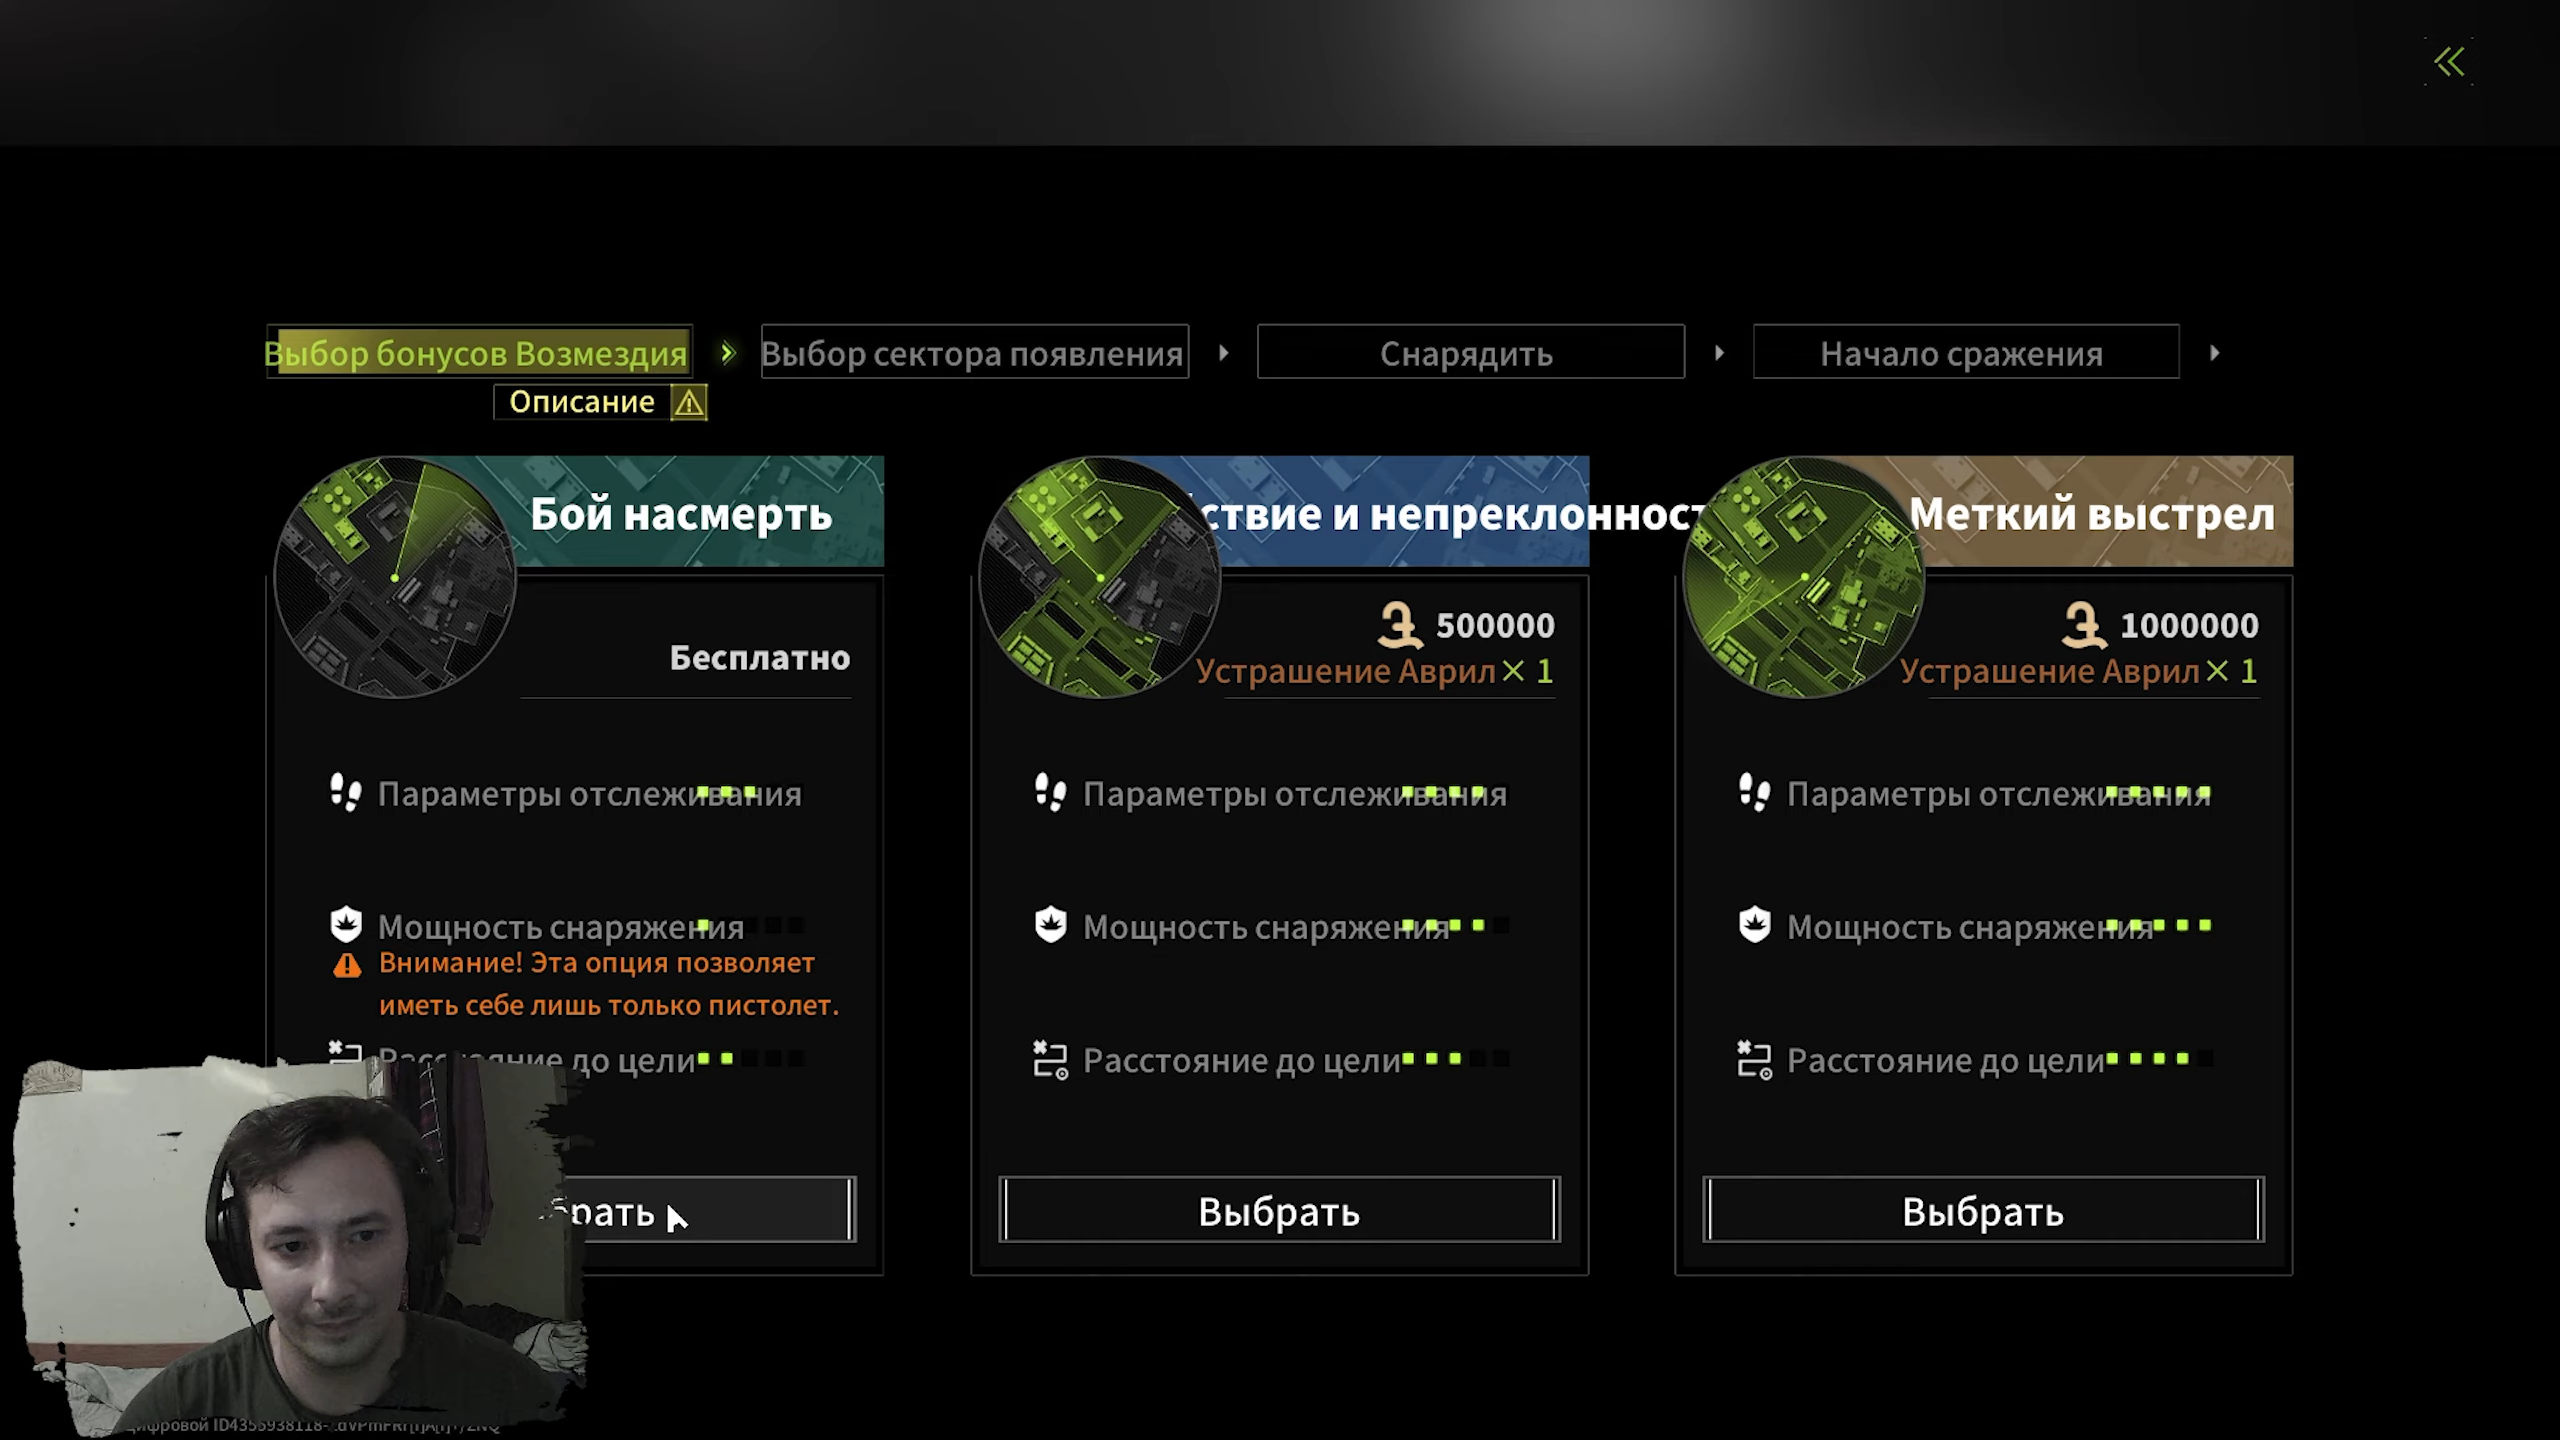 Выбор бонусов Возмездия
Выбор сектора появления
Снарядить
Начало сражения
Описание
Бой насмерть
Бесплатно
Параметры отслеживания
Мощность снаряжения
Внимание! Эта опция позволяет
иметь себе лишь только пистолет.
Расстояние до цели
рать
ствие и непреклонност
500000
Устрашение Аврил × 1
Параметры отслеживания
Мощность снаряжения
Расстояние до цели
Выбрать
Меткий выстрел
1000000
Устрашение Аврил × 1
Параметры отслеживания
Мощность снаряжения
Расстояние до цели
Выбрать